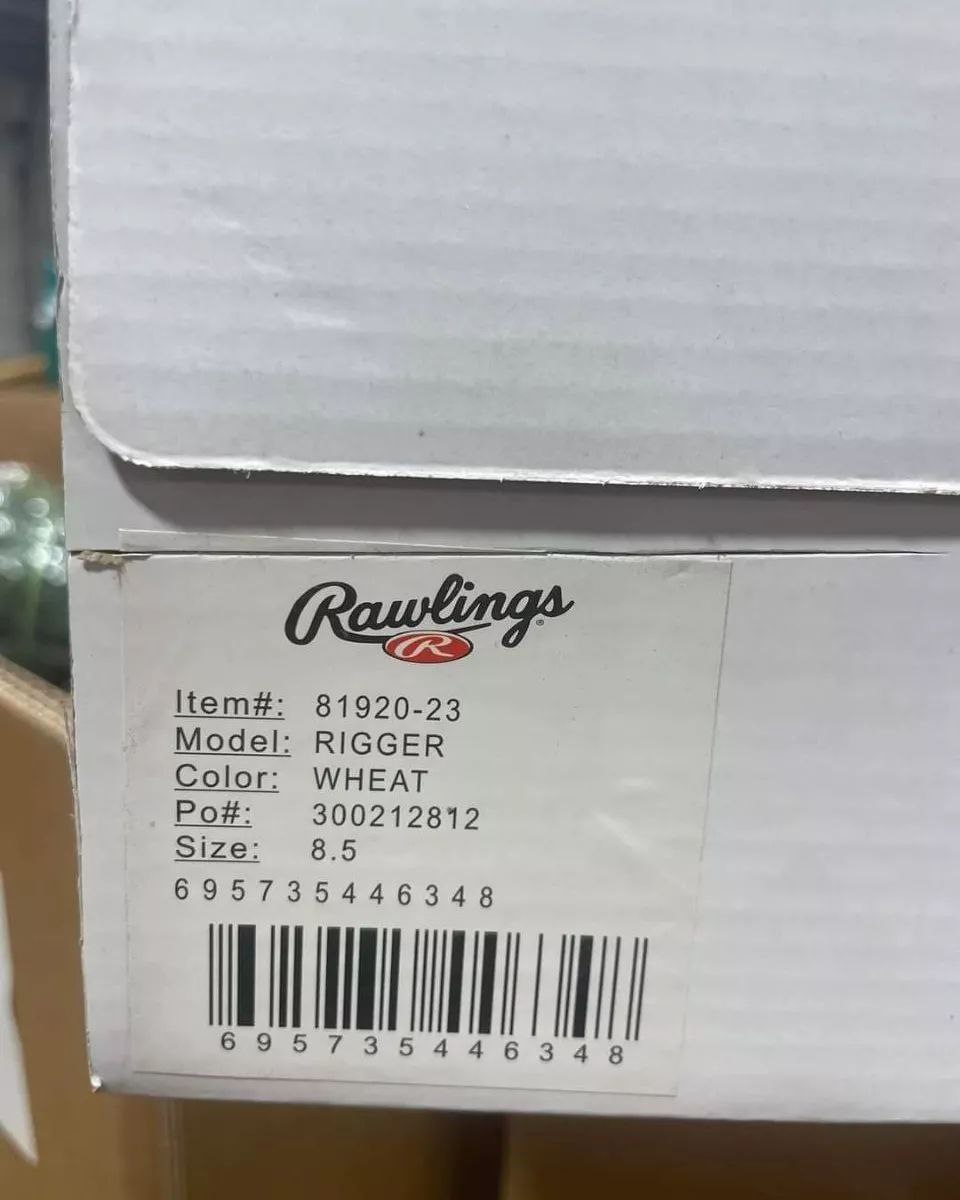 Rawlings®
R
Item#: 81920-23
Model: RIGGER
Color: WHEAT
Po#: 300212812
Size: 8.5
695735446348
695735446348